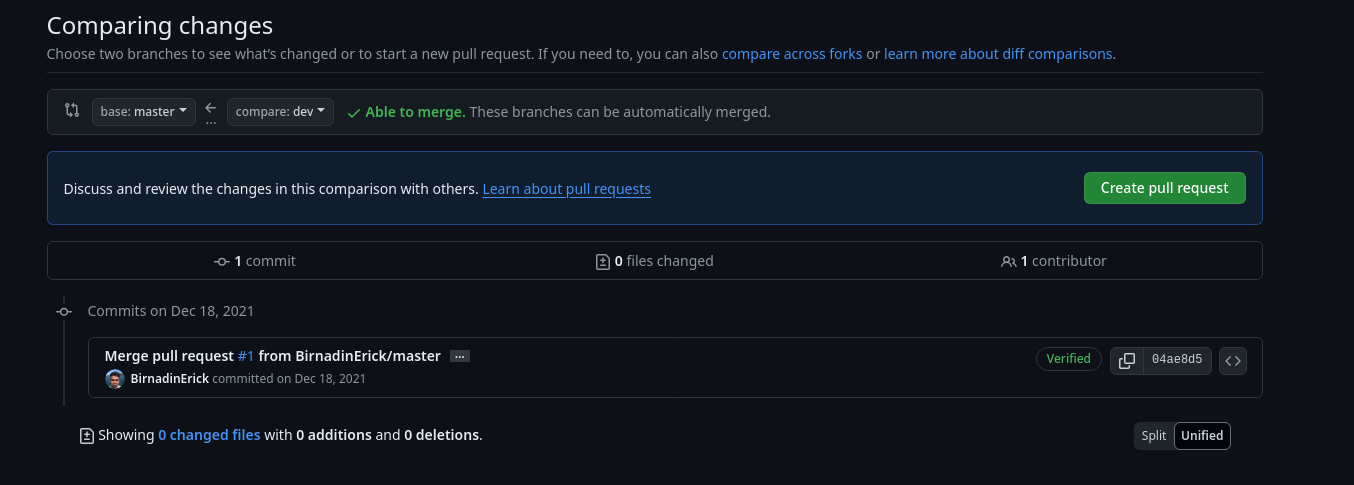 Comparing changes
Choose two branches to see what's changed or to start a new pull request. If you need to, you can also compare across forks or learn more about diff comparisons.
base: master compare: dev Able to merge. These branches can be automatically merged.
Discuss and review the changes in this comparison with others. Learn about pull requests Create pull request
1 commit 0 files changed 1 contributor
Commits on Dec 18, 2021
Merge pull request #1 from BirnadinErick/master … Verified 04ae8d5
BirnadinErick committed on Dec 18, 2021
Showing 0 changed files with 0 additions and 0 deletions. Split Unified